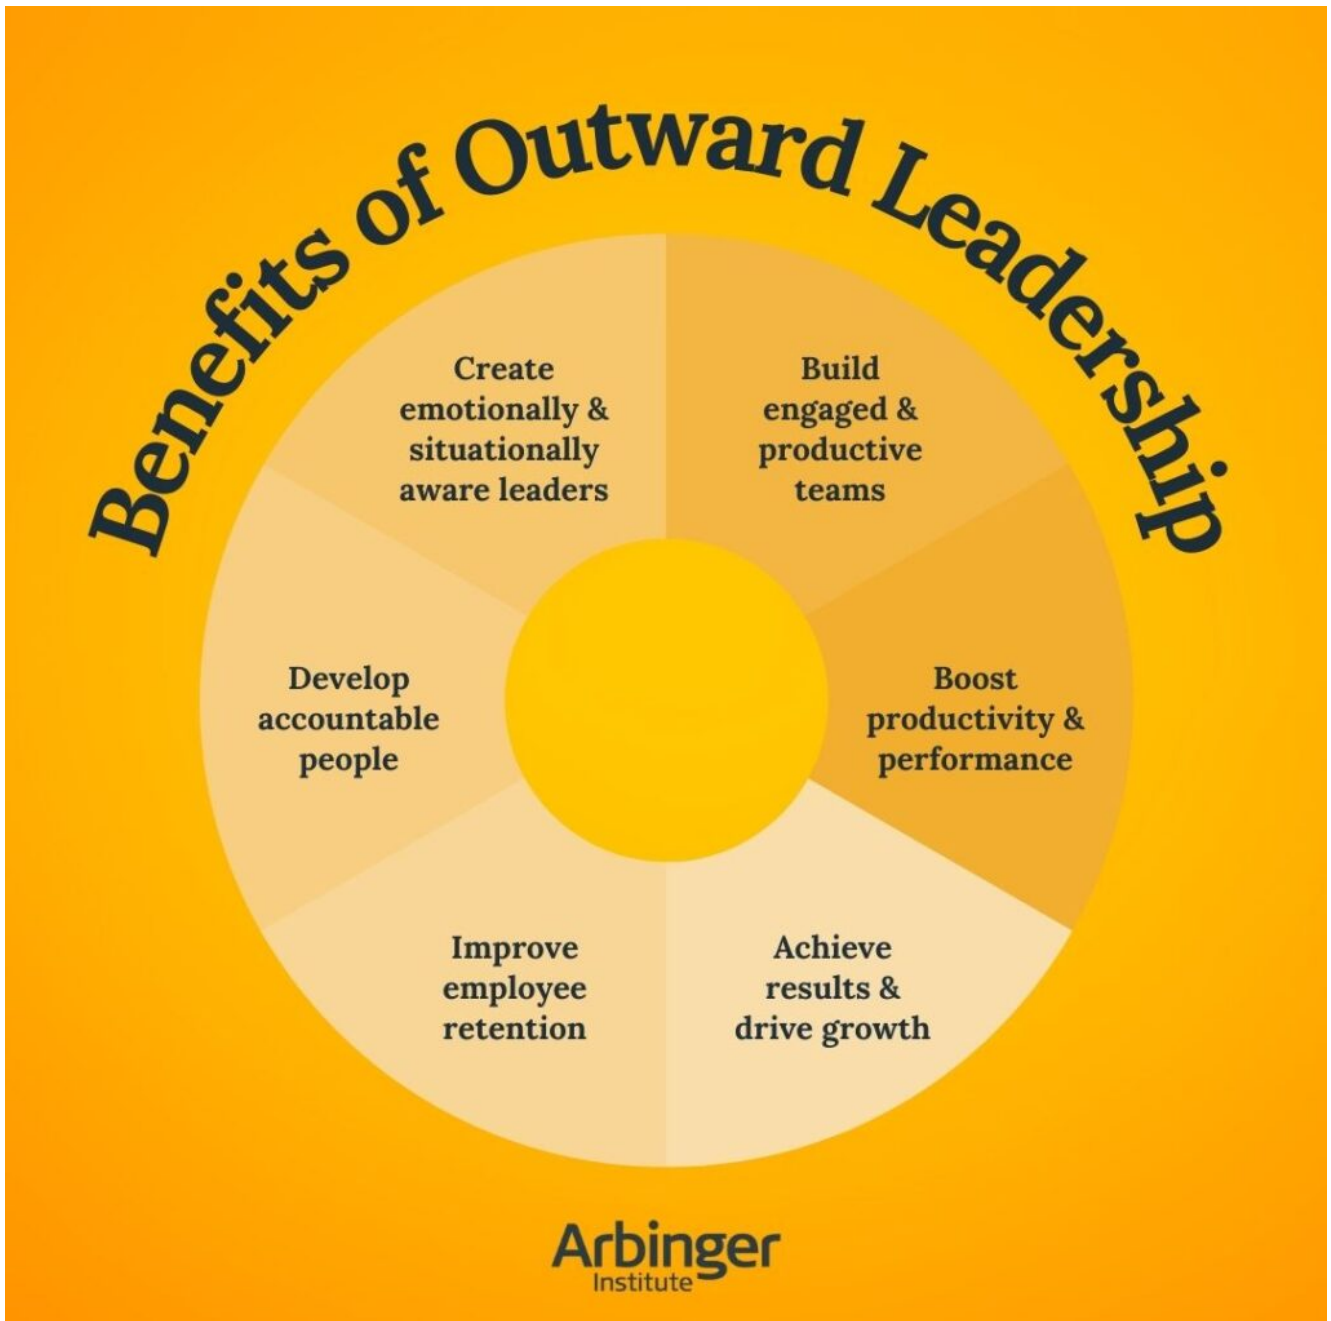 Benefits of Outward Leadership
Create
emotionally &
situationally
aware leaders
Build
engaged &
productive
teams
Develop
accountable
people
Boost
productivity &
performance
Improve
employee
retention
Achieve
results &
drive growth
Arbinger
Institute